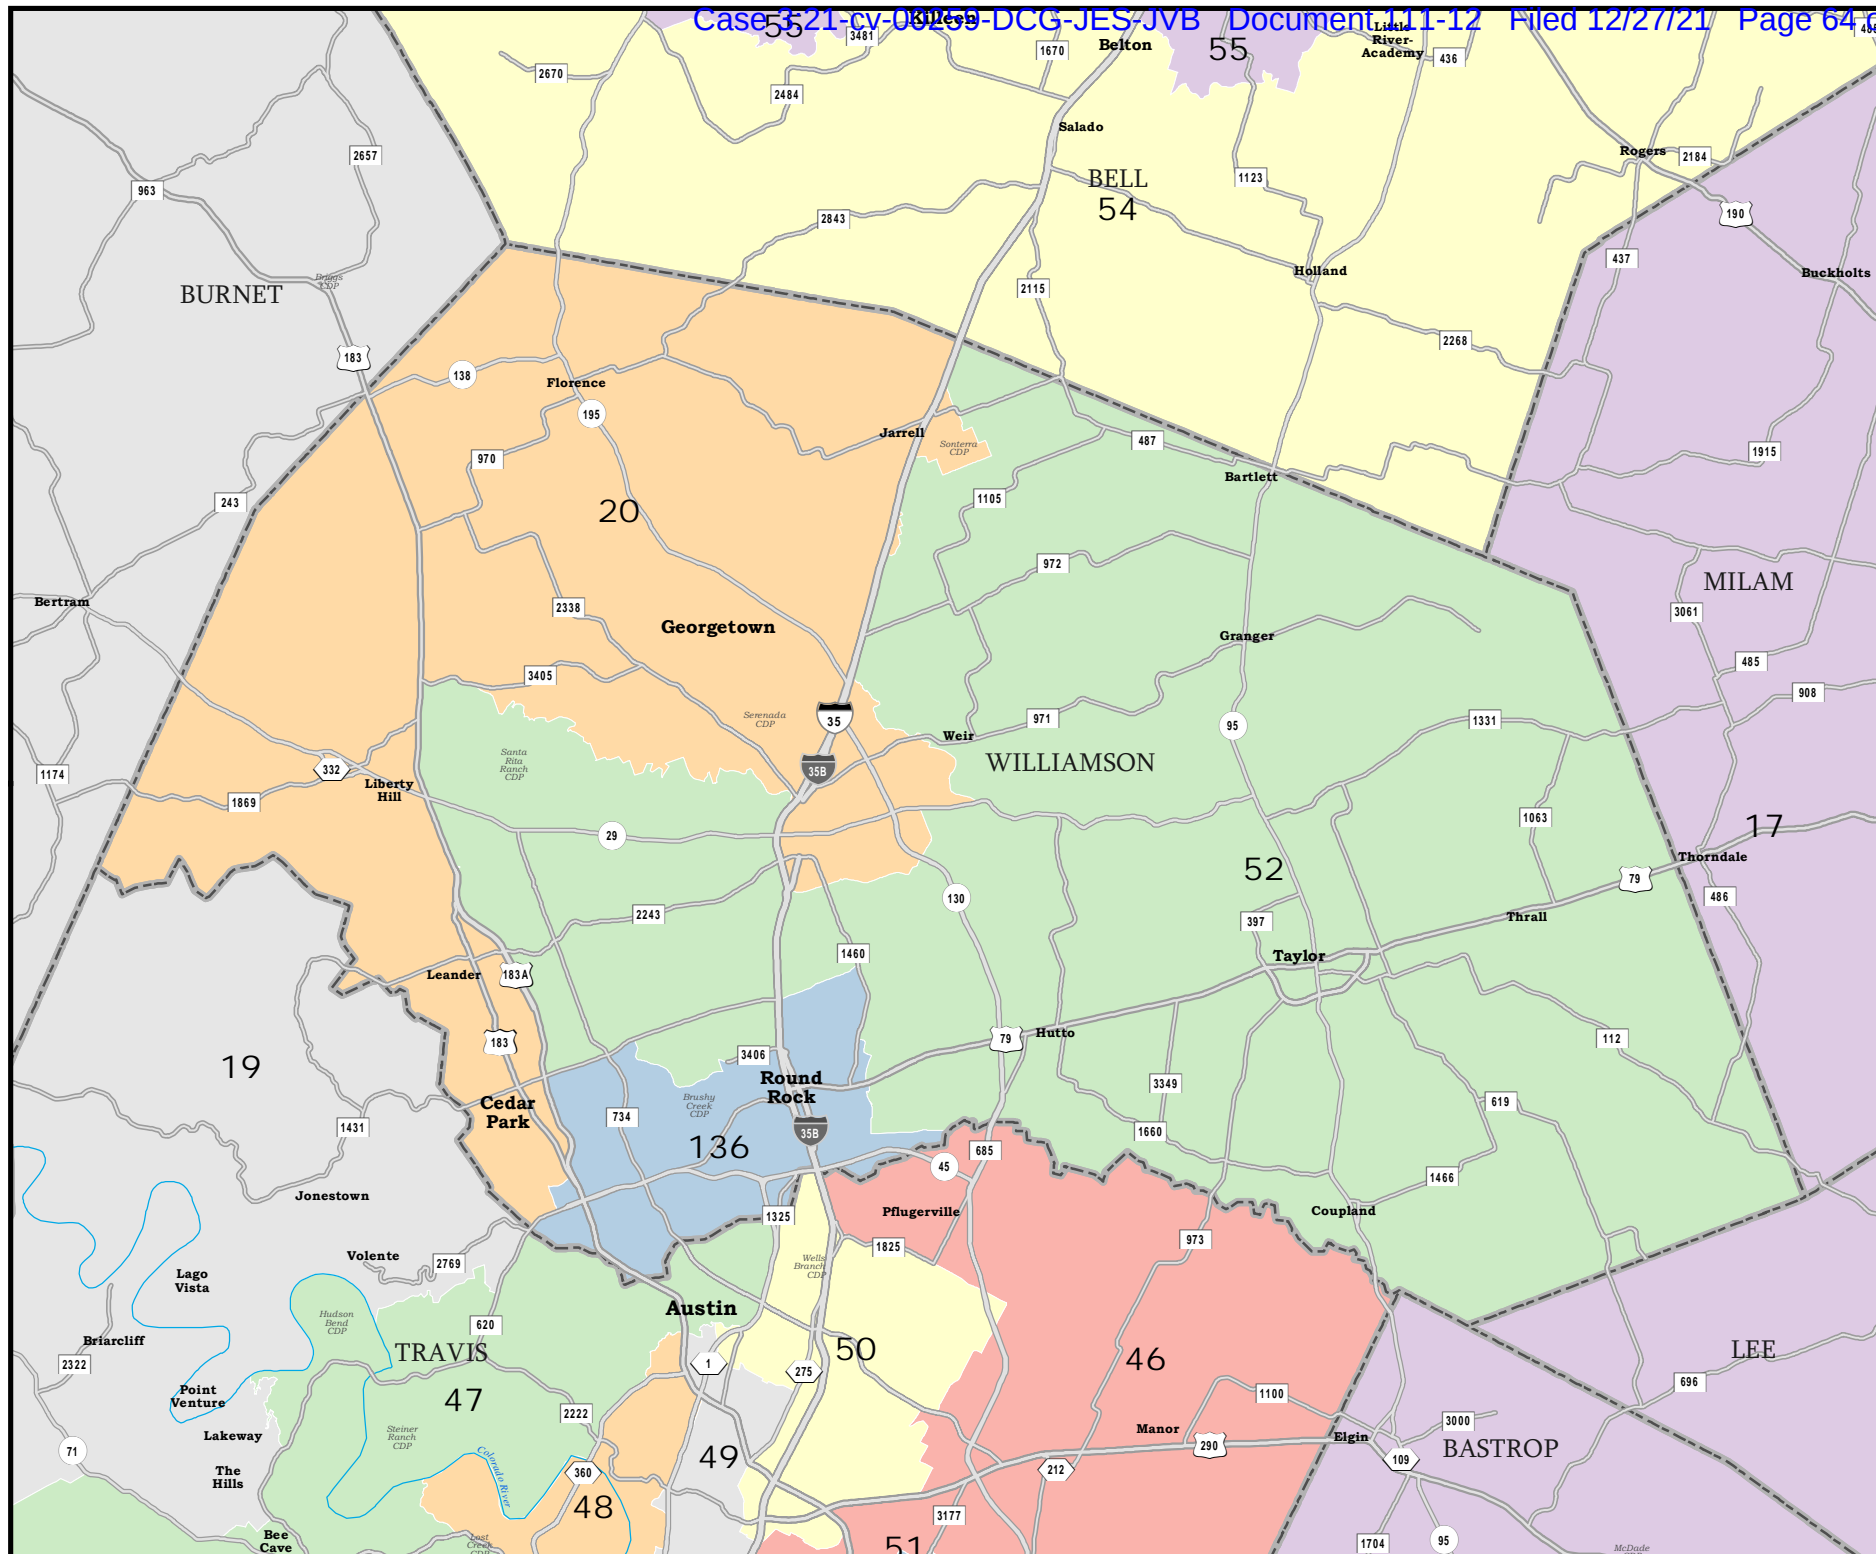 Case 3:21-cv-00259-DCG-JES-JVB Document 111-12 Filed 12/27/21 Page 64
Killeen
55
3481
1670
Belton
55
Little
River-
Academy
436
2670
2484
Salado
2657
963
BELL
54
1123
Rogers
2184
190
2843
437
Buckholts
Holland
2115
Briggs
CDP
BURNET
183
2268
138
Florence
195
Jarrell
Sonterra
CDP
487
1915
970
Bartlett
243
1105
20
972
MILAM
Bertram
2338
3061
Georgetown
Granger
485
3405
908
Serenada
CDP
35
971
95
1331
Weir
Santa
Rita
Ranch
CDP
WILLIAMSON
35B
332
1174
Liberty
Hill
1869
1063
29
17
Thorndale
52
79
486
130
2243
397
Thrall
1460
Taylor
Leander
183A
183
79
Hutto
112
19
3406
Round
Rock
3349
Cedar
Park
Brushy
Creek
CDP
734
619
1431
35B
1660
136
685
45
1466
Jonestown
1325
Pflugerville
Coupland
1825
973
Volente
2769
Wells
Branch
CDP
Lago
Vista
Austin
Hudson
Bend
CDP
620
Briarcliff
TRAVIS
50
46
LEE
2322
1
275
696
Point
Venture
47
2222
1100
3000
Lakeway
Steiner
Ranch
CDP
Manor
Elgin
BASTROP
71
290
49
109
The
Hills
Colorado River
360
212
48
3177
Bee
Cave
Lost
Creek
CDP
51
1704
95
McDade